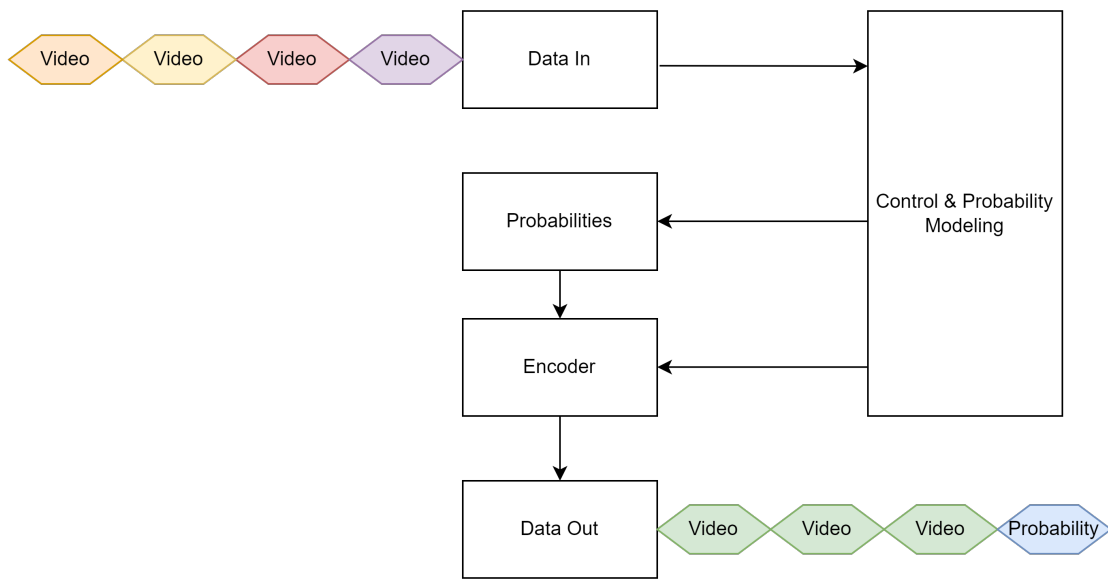 Video
Video
Video
Video
Data In
Control & Probability
Modeling
Probabilities
Encoder
Data Out
Video
Video
Video
Probability